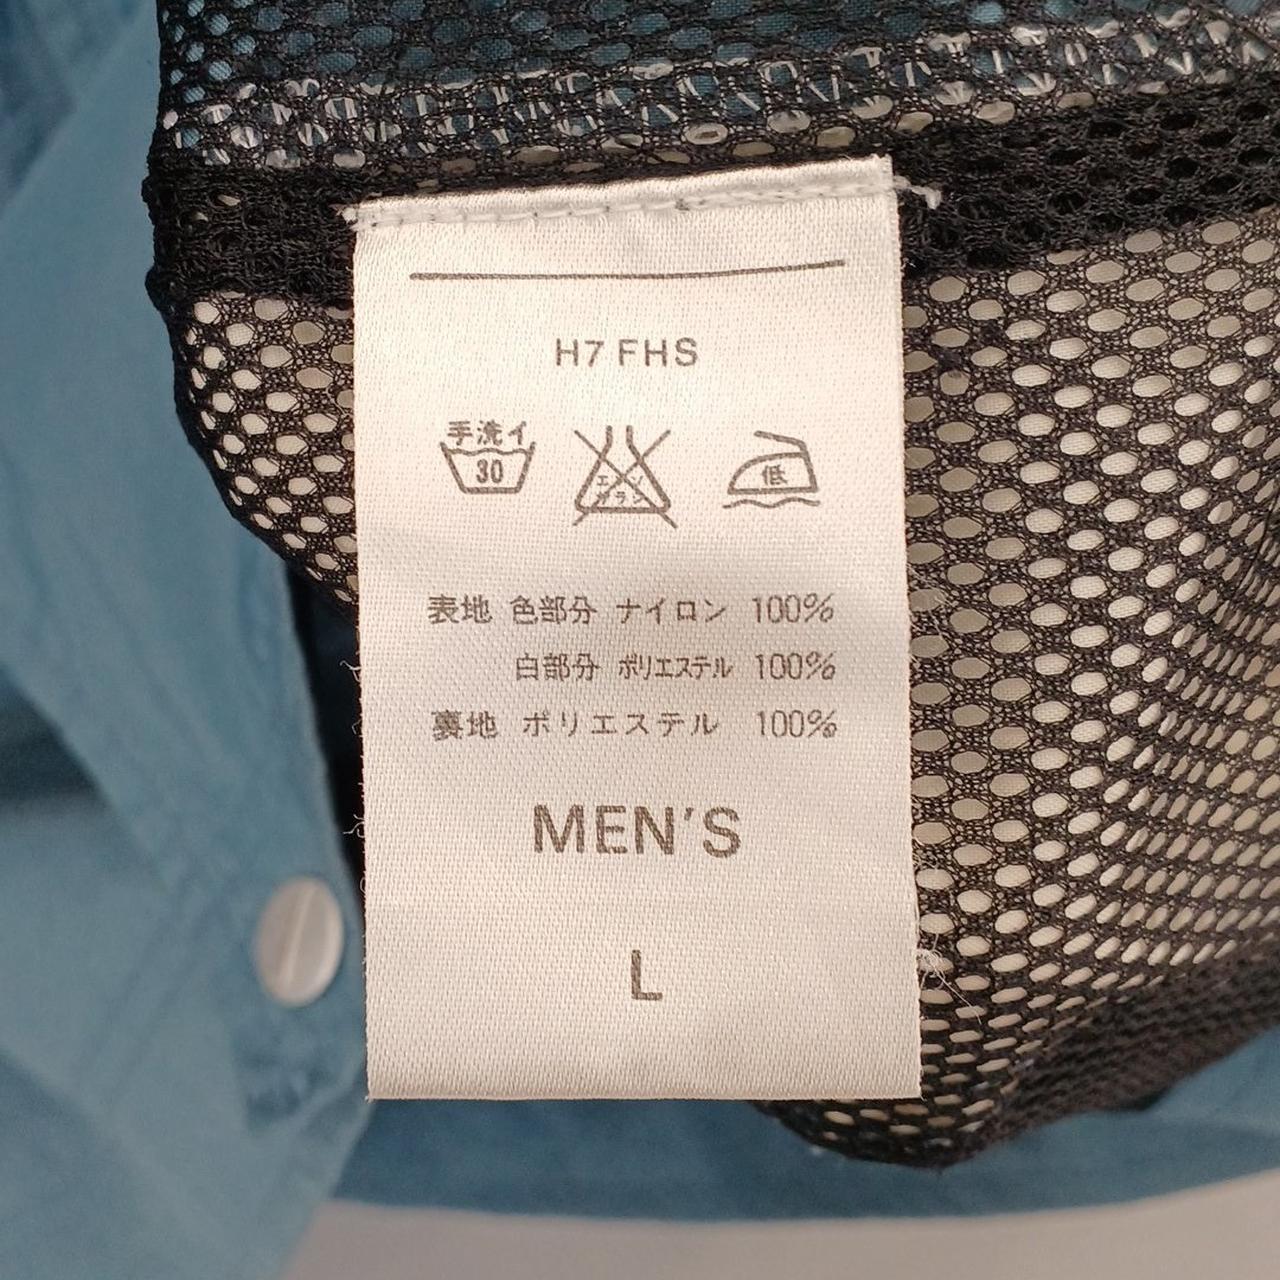 H7 FHS
手洗イ
30
エンソ
サラシ
低
表地 色部分 ナイロン 100%
白部分 ポリエステル 100%
裏地 ポリエステル 100%
MEN'S
L